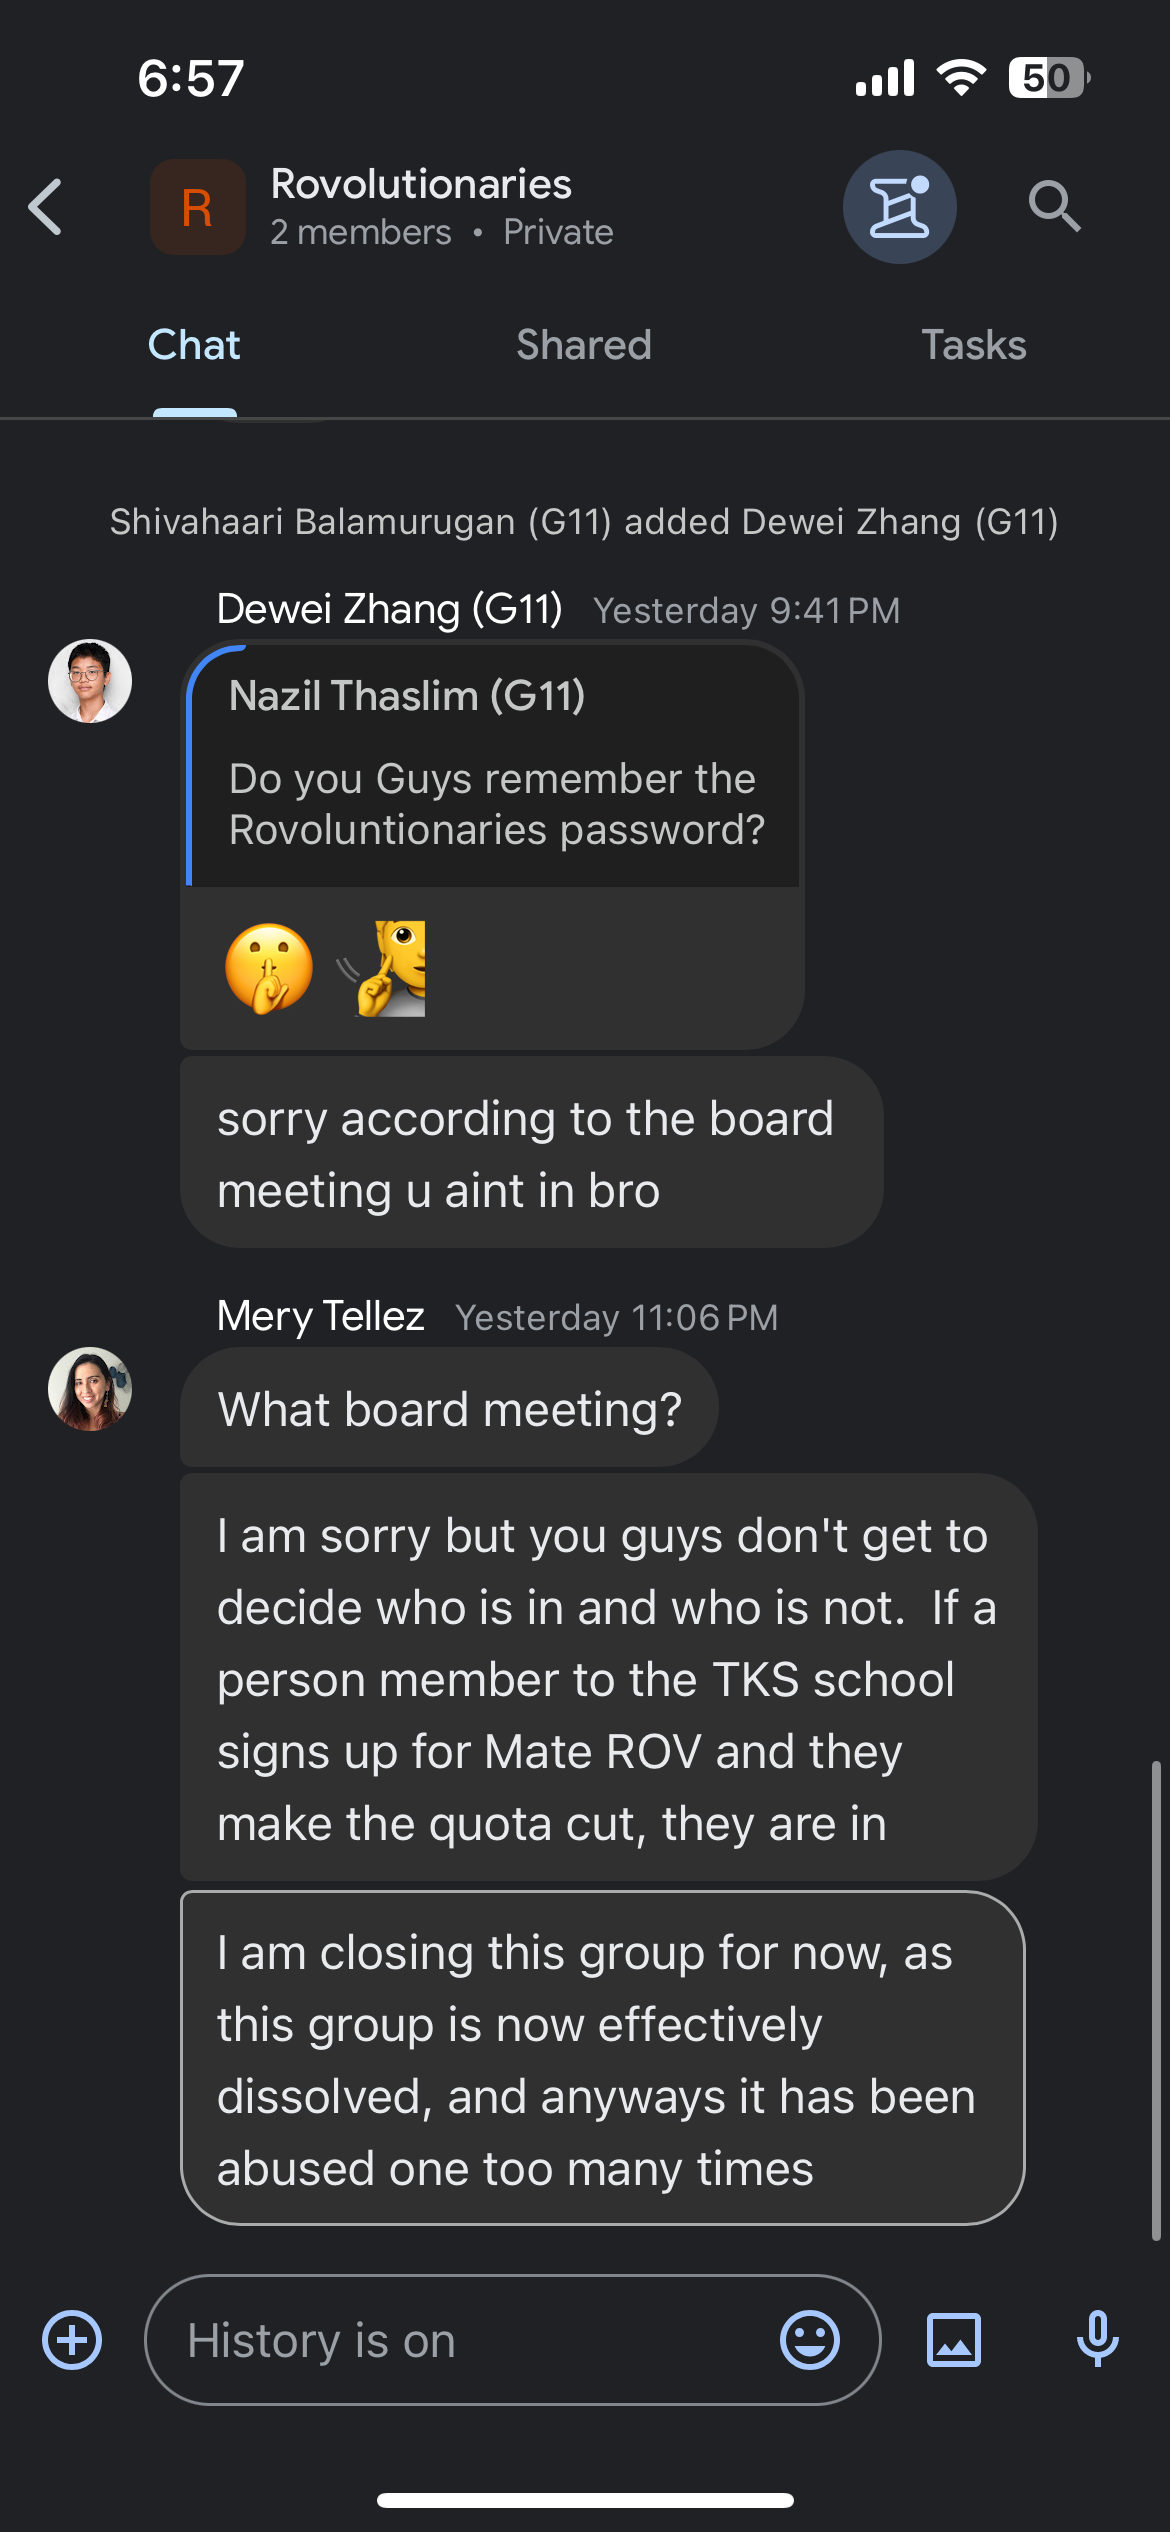 6:57
50
R
Rovolutionaries
2 members • Private
Chat
Shared
Tasks
Shivahaari Balamurugan (G11) added Dewei Zhang (G11)
Dewei Zhang (G11) Yesterday 9:41 PM
Nazil Thaslim (G11)
Do you Guys remember the
Rovoluntionaries password?
sorry according to the board
meeting u aint in bro
Mery Tellez Yesterday 11:06 PM
What board meeting?
I am sorry but you guys don't get to
decide who is in and who is not.  If a
person member to the TKS school
signs up for Mate ROV and they
make the quota cut, they are in
I am closing this group for now, as
this group is now effectively
dissolved, and anyways it has been
abused one too many times
History is on